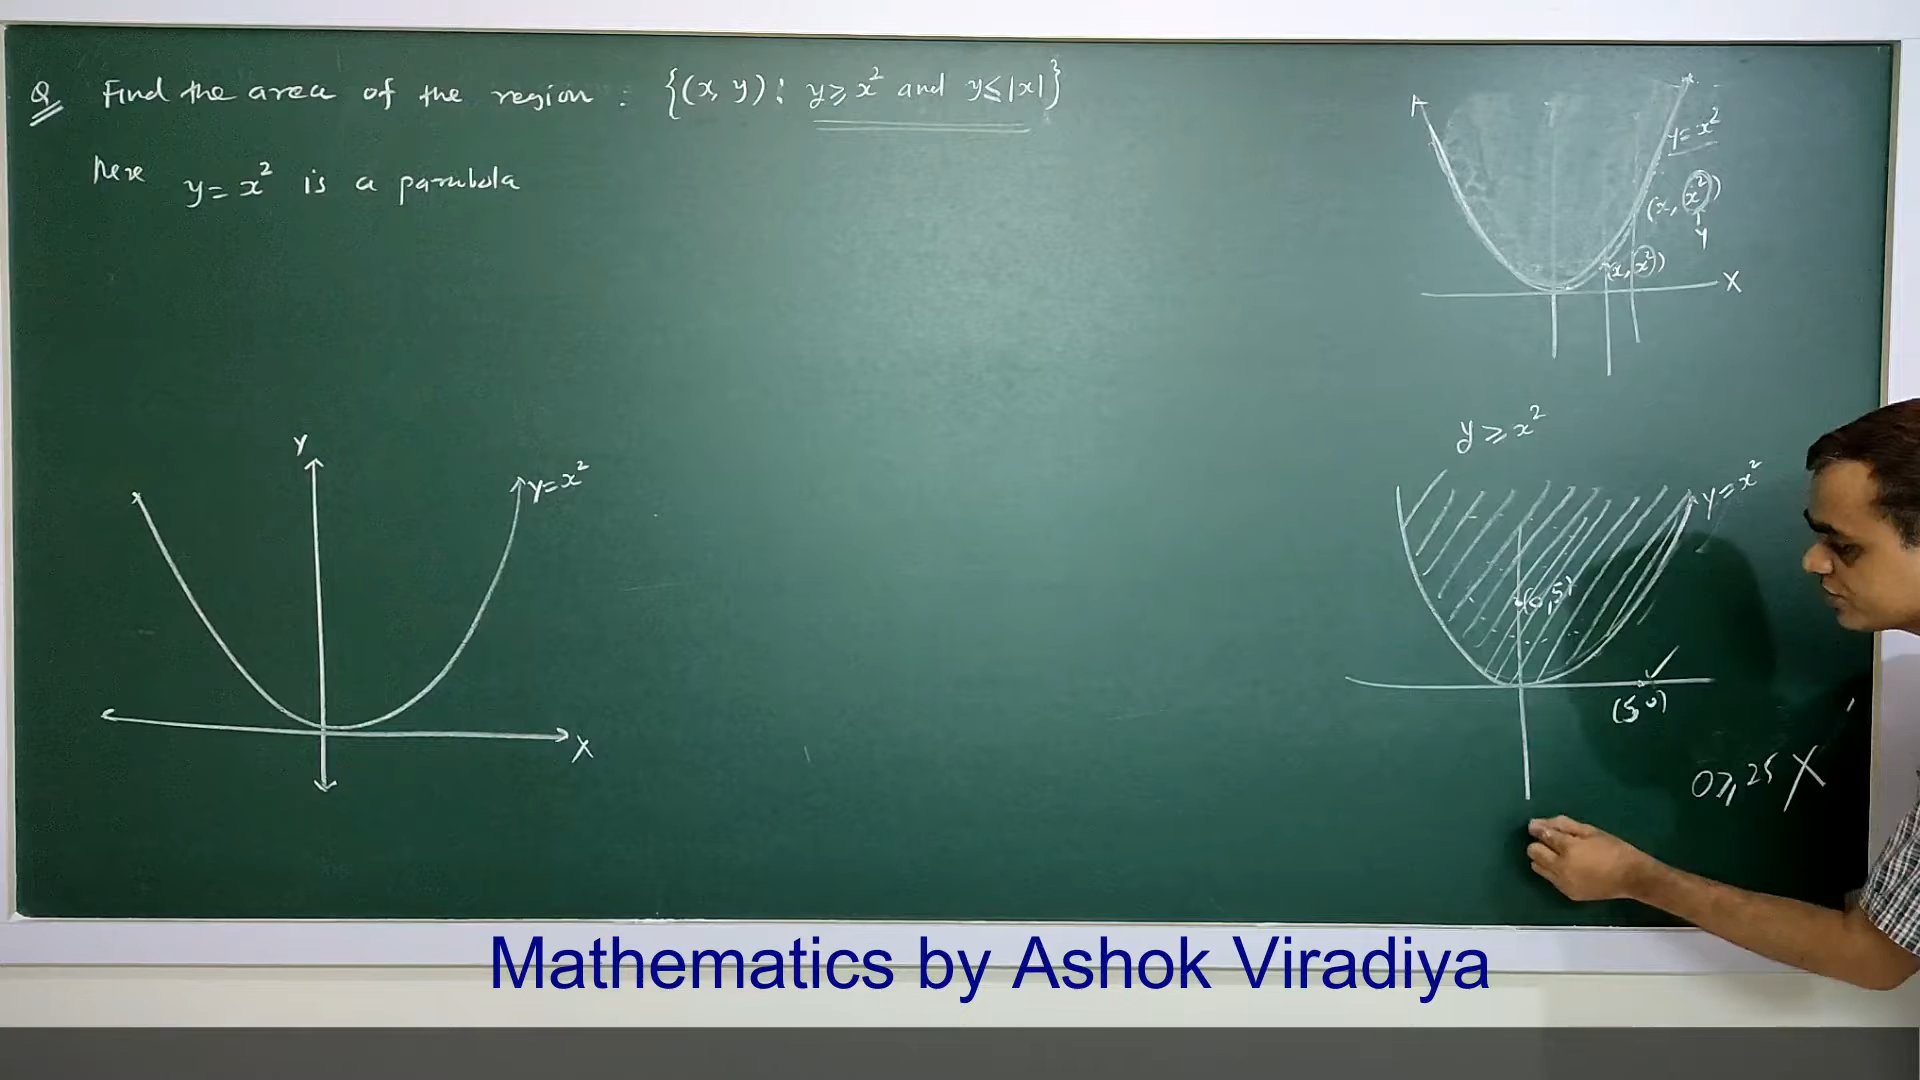 Q Find the area of the region : {(x, y) : y ≥ x² and y ≤ |x|}
here y = x² is a parabola
Y
y = x²
X
y = x²
(x, x²)
y
(x, x²)
X
y ≥ x²
y = x²
(0,5)
(5,0)
0 ≥ 25 X
Mathematics by Ashok Viradiya